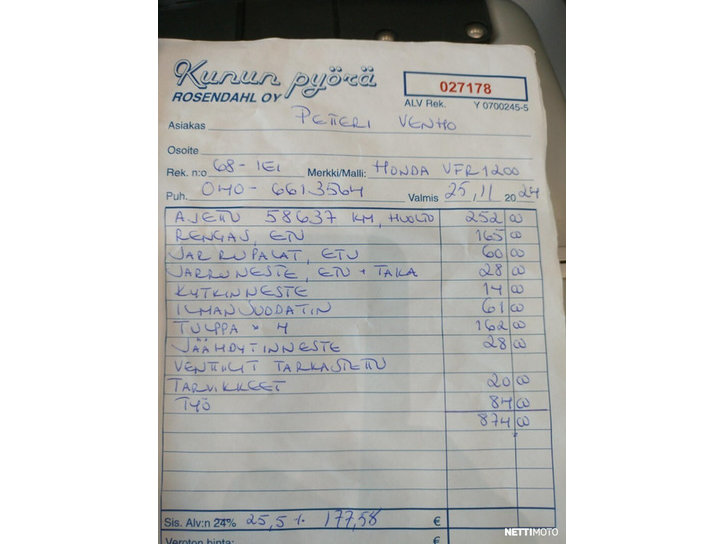 Kunun pyörä
ROSENDAHL OY
027178
ALV Rek. Y 0700245-5
Asiakas PETTERI VENHO
Osoite
Rek. n:o 68-IEI Merkki/Malli: HONDA VFR1200
Puh. 040-6613564 Valmis 25,11 2024
AJETTU 58637 KM, HUOLTO 252 00
RENGAS, ETU 165 00
JARRUPALAT, ETU 60 00
JARRUNESTE, ETU + TAKA 28 00
KYTKINNESTE 14 00
ILMANSUODATIN 61 00
TULPPA × 4 162 00
JÄÄHDYTINNESTE 28 00
VENTTIILIT TARKASTETTU
TARVIKKEET 20 00
TYÖ 84 00
874 00
Sis. Alv:n 24% 25,5 % 177,58 €
Veroton hinta: €
NETTIMOTO